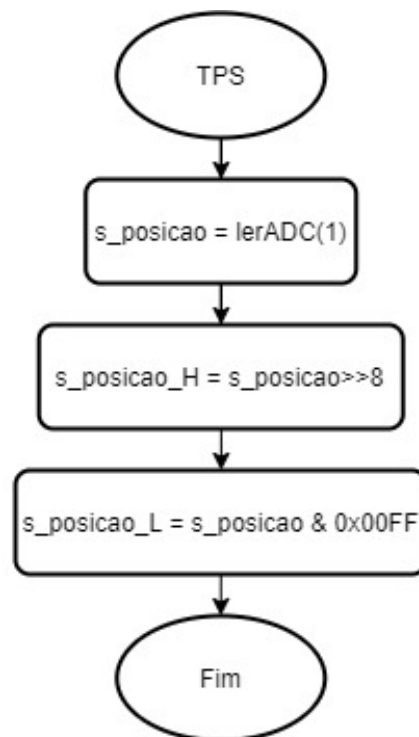 TPS
s_posicao = lerADC(1)
s_posicao_H = s_posicao>>8
s_posicao_L = s_posicao & 0x00FF
Fim